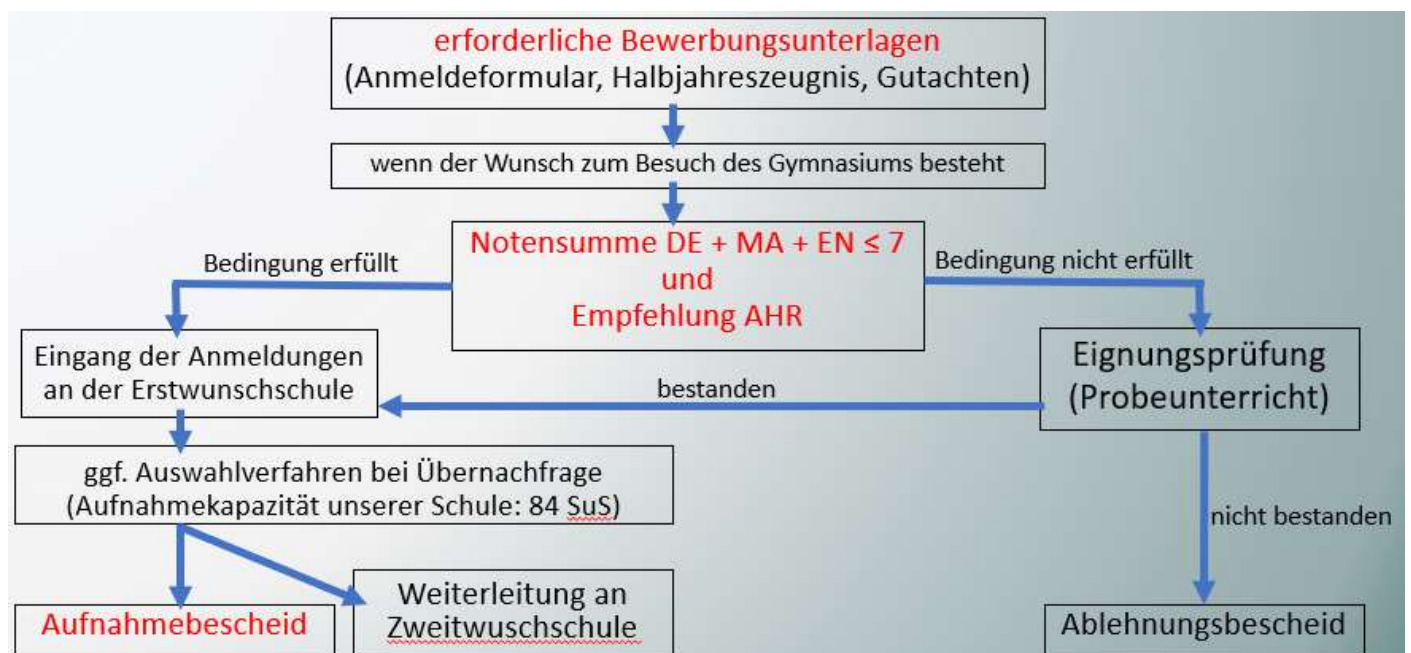 erforderliche Bewerbungsunterlagen
(Anmeldeformular, Halbjahreszeugnis, Gutachten)
wenn der Wunsch zum Besuch des Gymnasiums besteht
Notensumme DE + MA + EN ≤ 7
und
Empfehlung AHR
Bedingung erfüllt
Bedingung nicht erfüllt
Eingang der Anmeldungen
an der Erstwunschschule
bestanden
Eignungsprüfung
(Probeunterricht)
ggf. Auswahlverfahren bei Übernachfrage
(Aufnahmekapazität unserer Schule: 84 SuS)
nicht bestanden
Aufnahmebescheid
Weiterleitung an
Zweitwuschschule
Ablehnungsbescheid